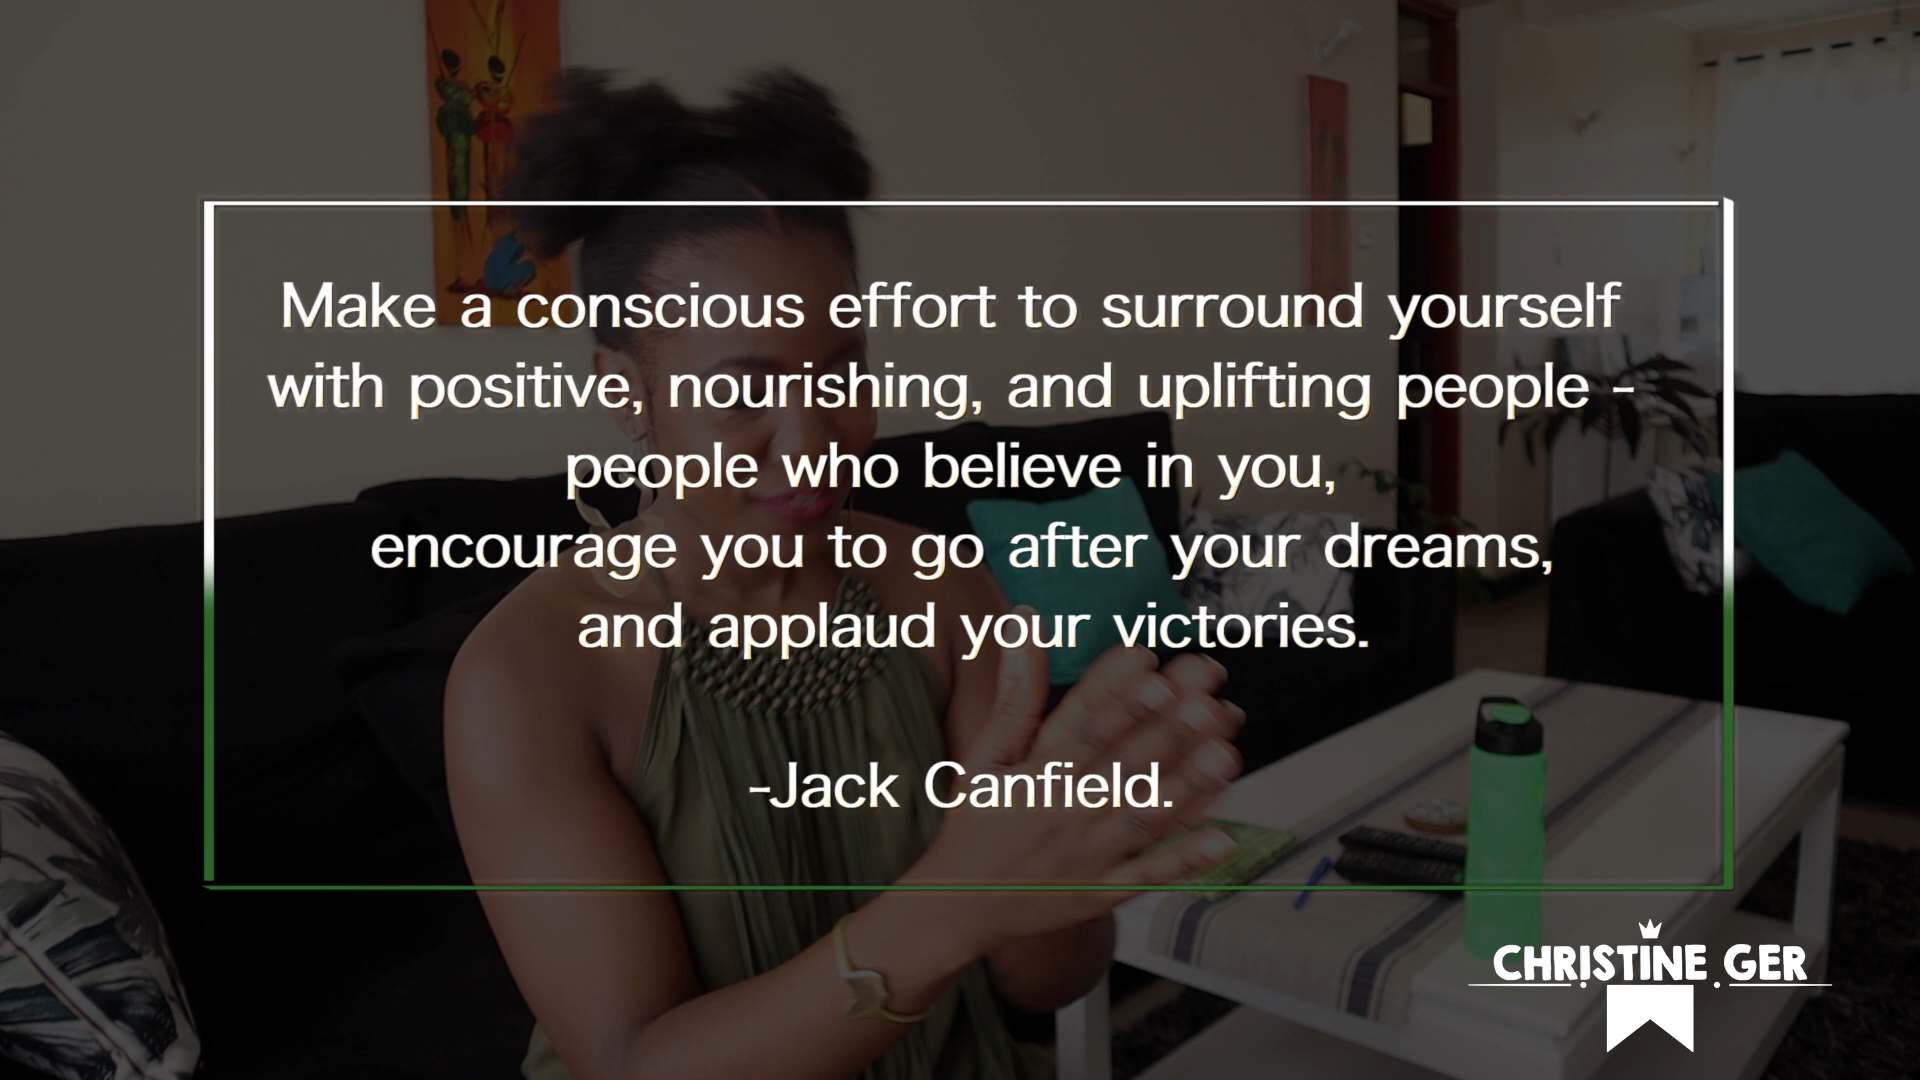 Make a conscious effort to surround yourself
with positive, nourishing, and uplifting people -
people who believe in you,
encourage you to go after your dreams,
and applaud your victories.
-Jack Canfield.
CHRISTINE GER